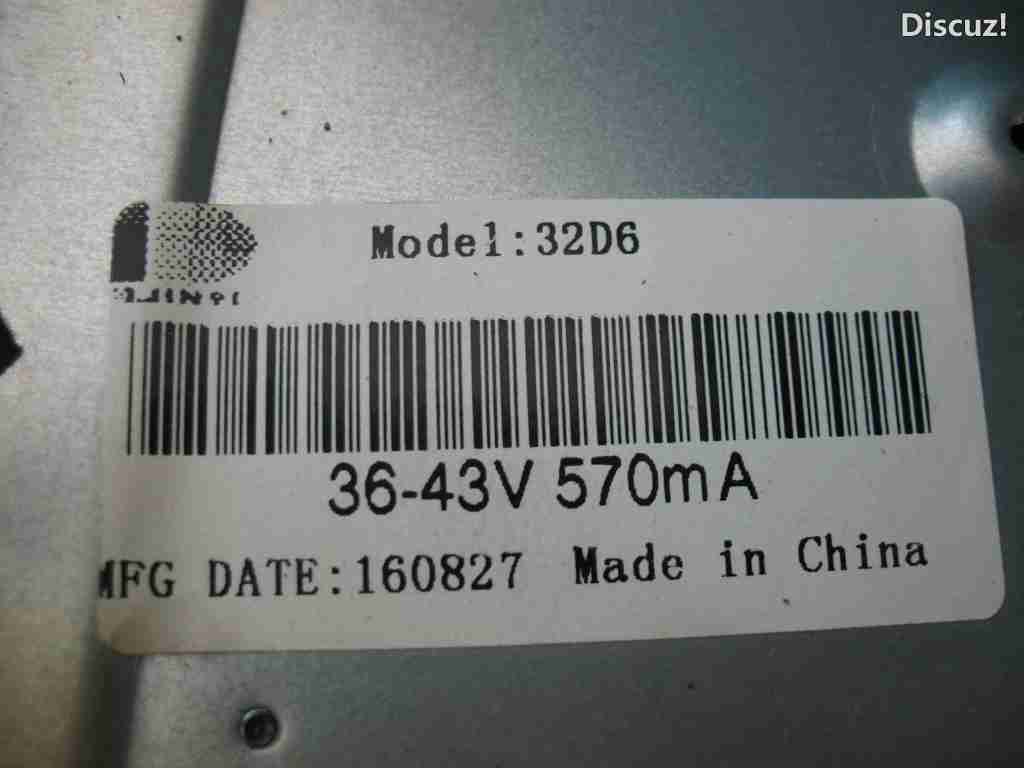 Discuz!
Model:32D6
36-43V 570mA
MFG DATE:160827 Made in China